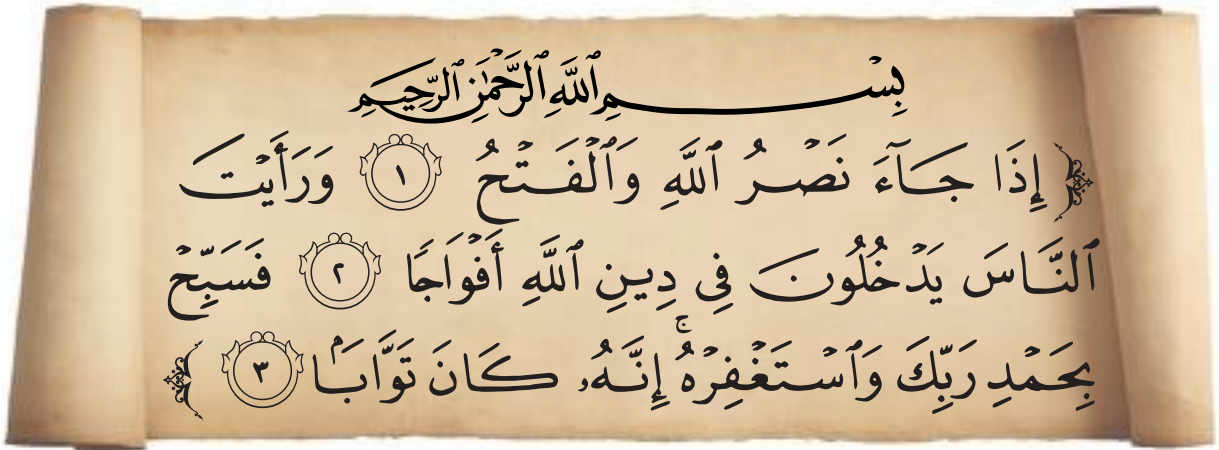 بِسْمِ ٱللَّهِ ٱلرَّحْمَٰنِ ٱلرَّحِيمِ
﴿ إِذَا جَآءَ نَصْرُ ٱللَّهِ وَٱلْفَتْحُ ١ وَرَأَيْتَ
ٱلنَّاسَ يَدْخُلُونَ فِي دِينِ ٱللَّهِ أَفْوَاجًا ٢ فَسَبِّحْ
بِحَمْدِ رَبِّكَ وَٱسْتَغْفِرْهُۚ إِنَّهُۥ كَانَ تَوَّابَۢا ٣ ﴾